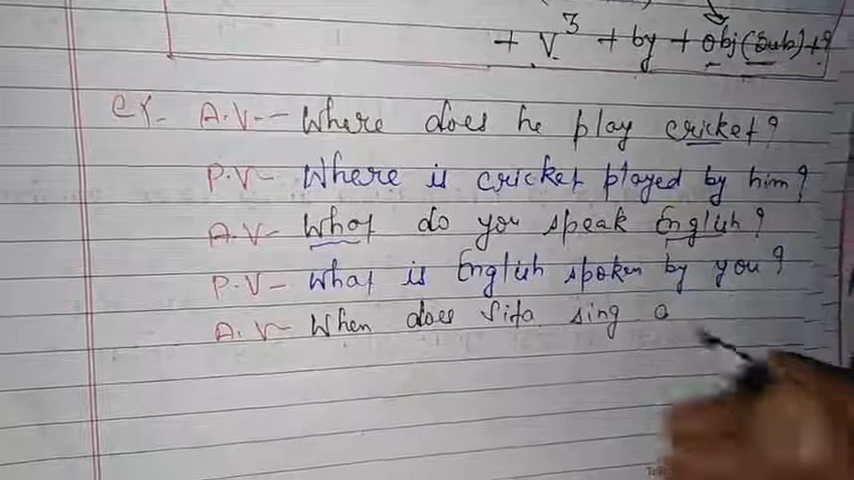 + V3 + by + obj(sub)+?
ex- A.V-- Where does he play cricket?
P.V- Where is cricket played by him?
A.V- What do you speak English?
P.V- What is English spoken by you?
A.V- When does Sita sing a